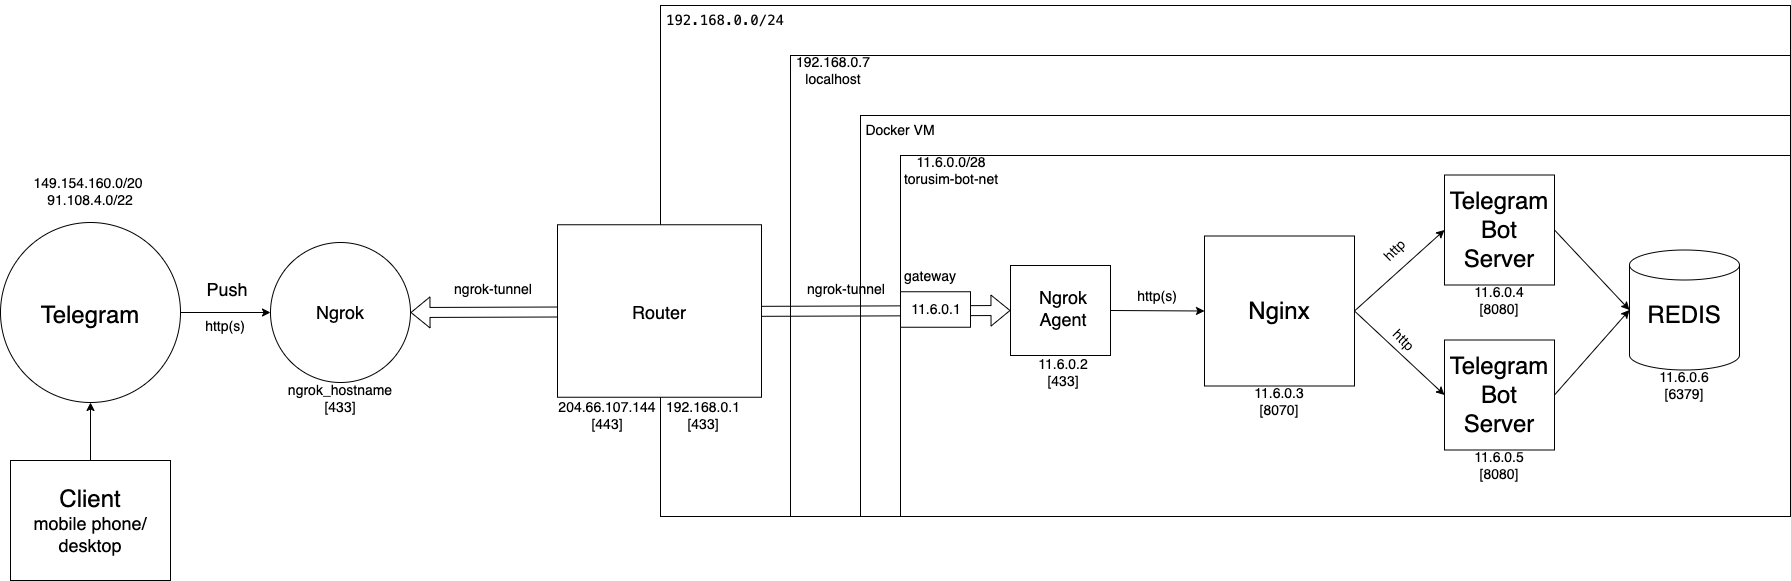 192.168.0.0/24
192.168.0.7
localhost
Docker VM
11.6.0.0/28
torusim-bot-net
149.154.160.0/20
91.108.4.0/22
Telegram
Push
http(s)
Ngrok
ngrok_hostname
[433]
ngrok-tunnel
Router
204.66.107.144
[443]
192.168.0.1
[433]
ngrok-tunnel
gateway
11.6.0.1
Ngrok
Agent
11.6.0.2
[433]
http(s)
Nginx
11.6.0.3
[8070]
http
http
Telegram
Bot
Server
11.6.0.4
[8080]
Telegram
Bot
Server
11.6.0.5
[8080]
REDIS
11.6.0.6
[6379]
Client
mobile phone/
desktop